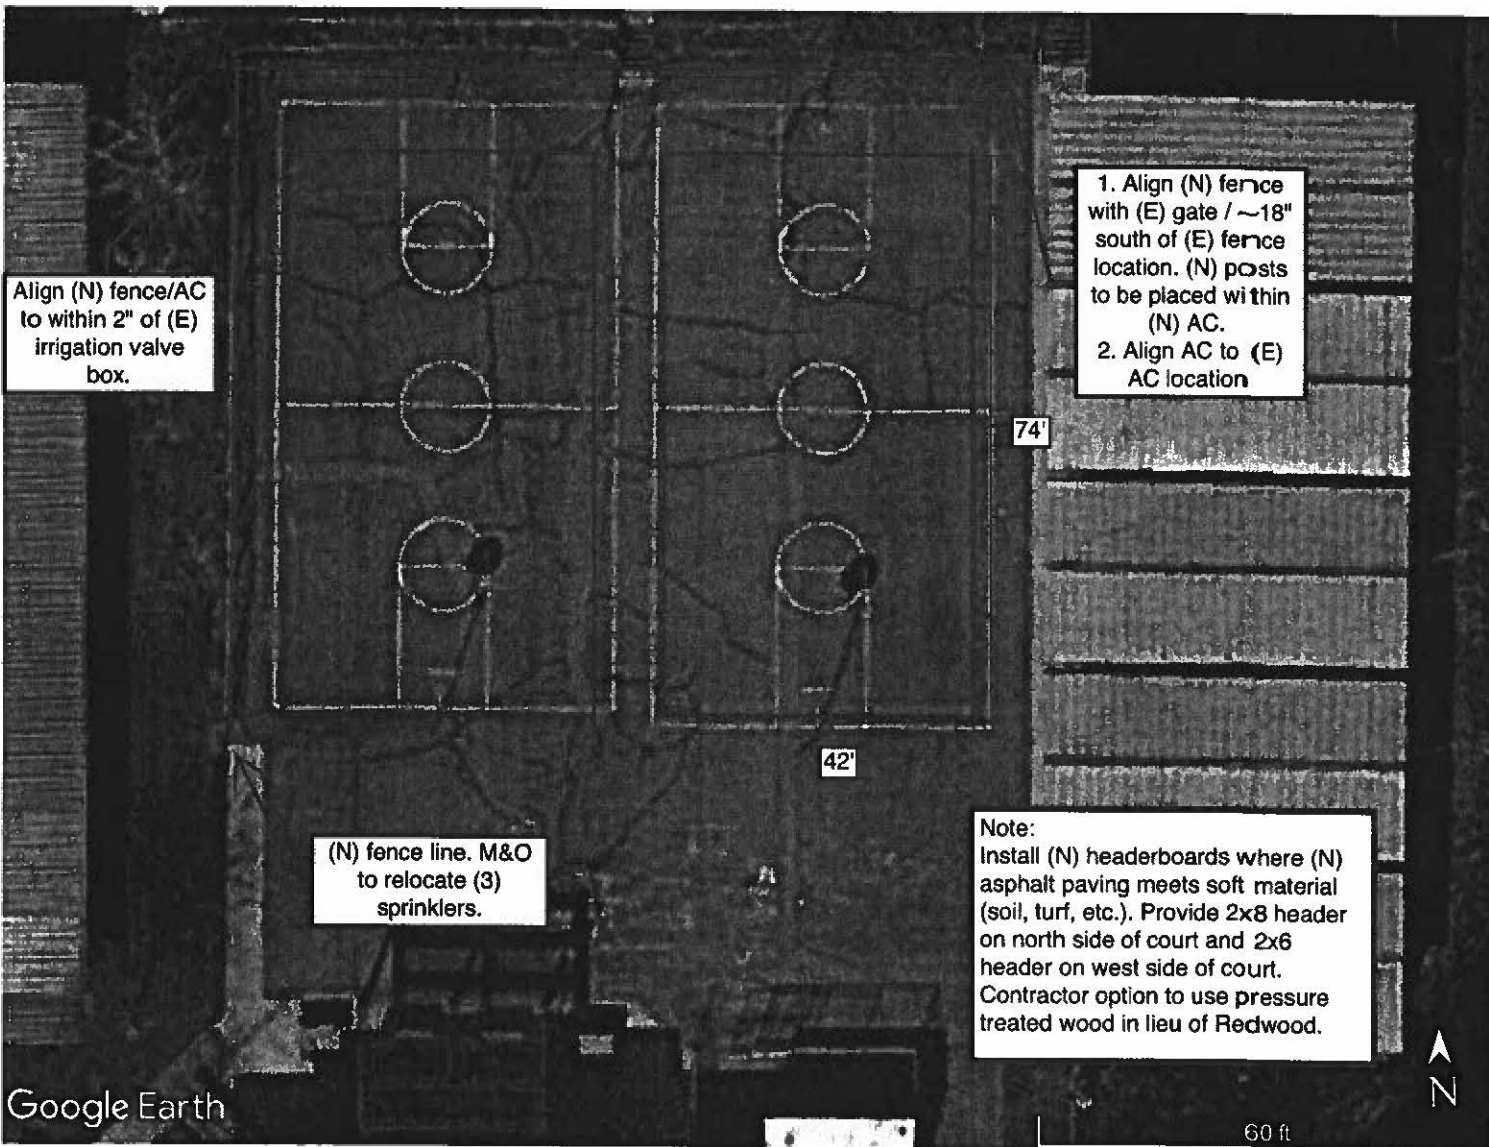 1. Align (N) fence
with (E) gate / ~18"
south of (E) fence
location. (N) posts
to be placed within
(N) AC.
2. Align AC to (E)
AC location
Align (N) fence/AC
to within 2" of (E)
irrigation valve
box.
74'
42'
(N) fence line. M&O
to relocate (3)
sprinklers.
Note:
Install (N) headerboards where (N)
asphalt paving meets soft material
(soil, turf, etc.). Provide 2x8 header
on north side of court and 2x6
header on west side of court.
Contractor option to use pressure
treated wood in lieu of Redwood.
Google Earth
N
60 ft